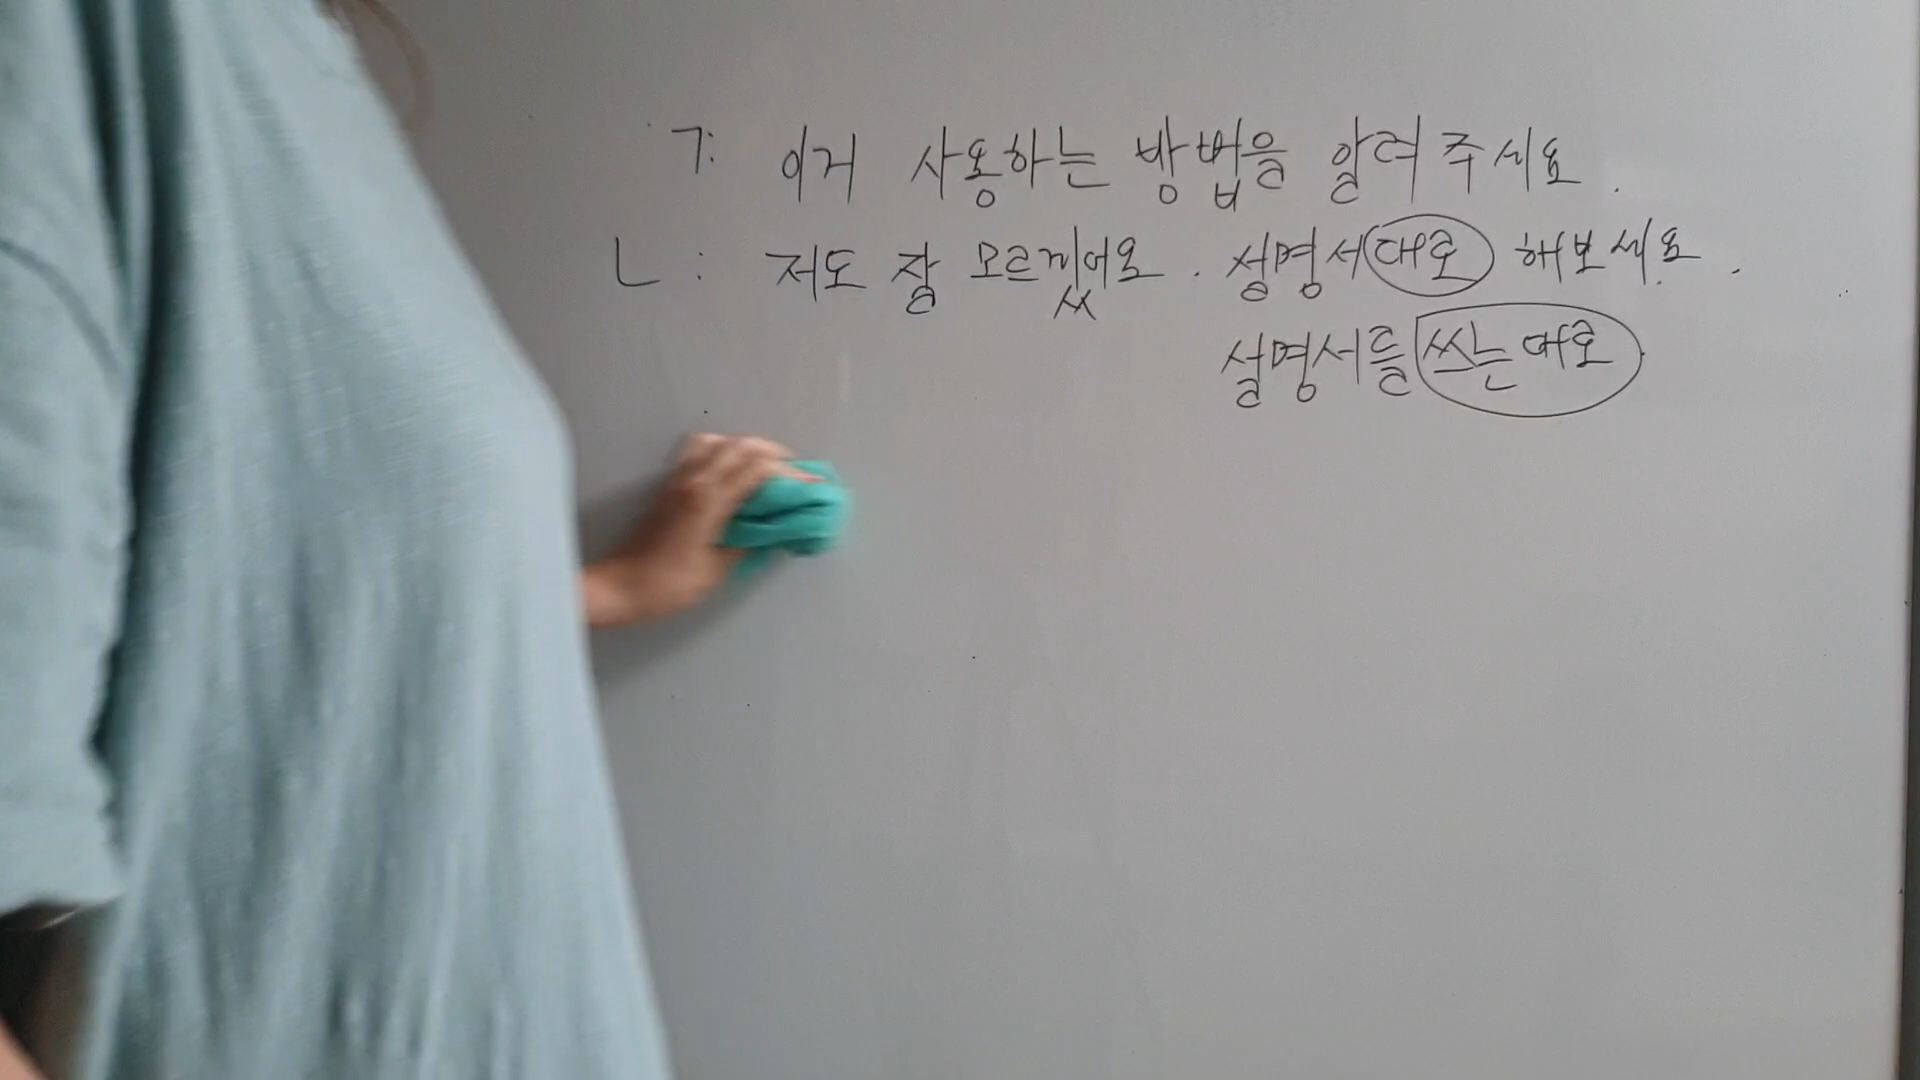 ㄱ: 이거 사용하는 방법을 알려 주세요.
ㄴ: 저도 잘 모르겠어요. 설명서대로 해보세요.
설명서를 쓰는 대로